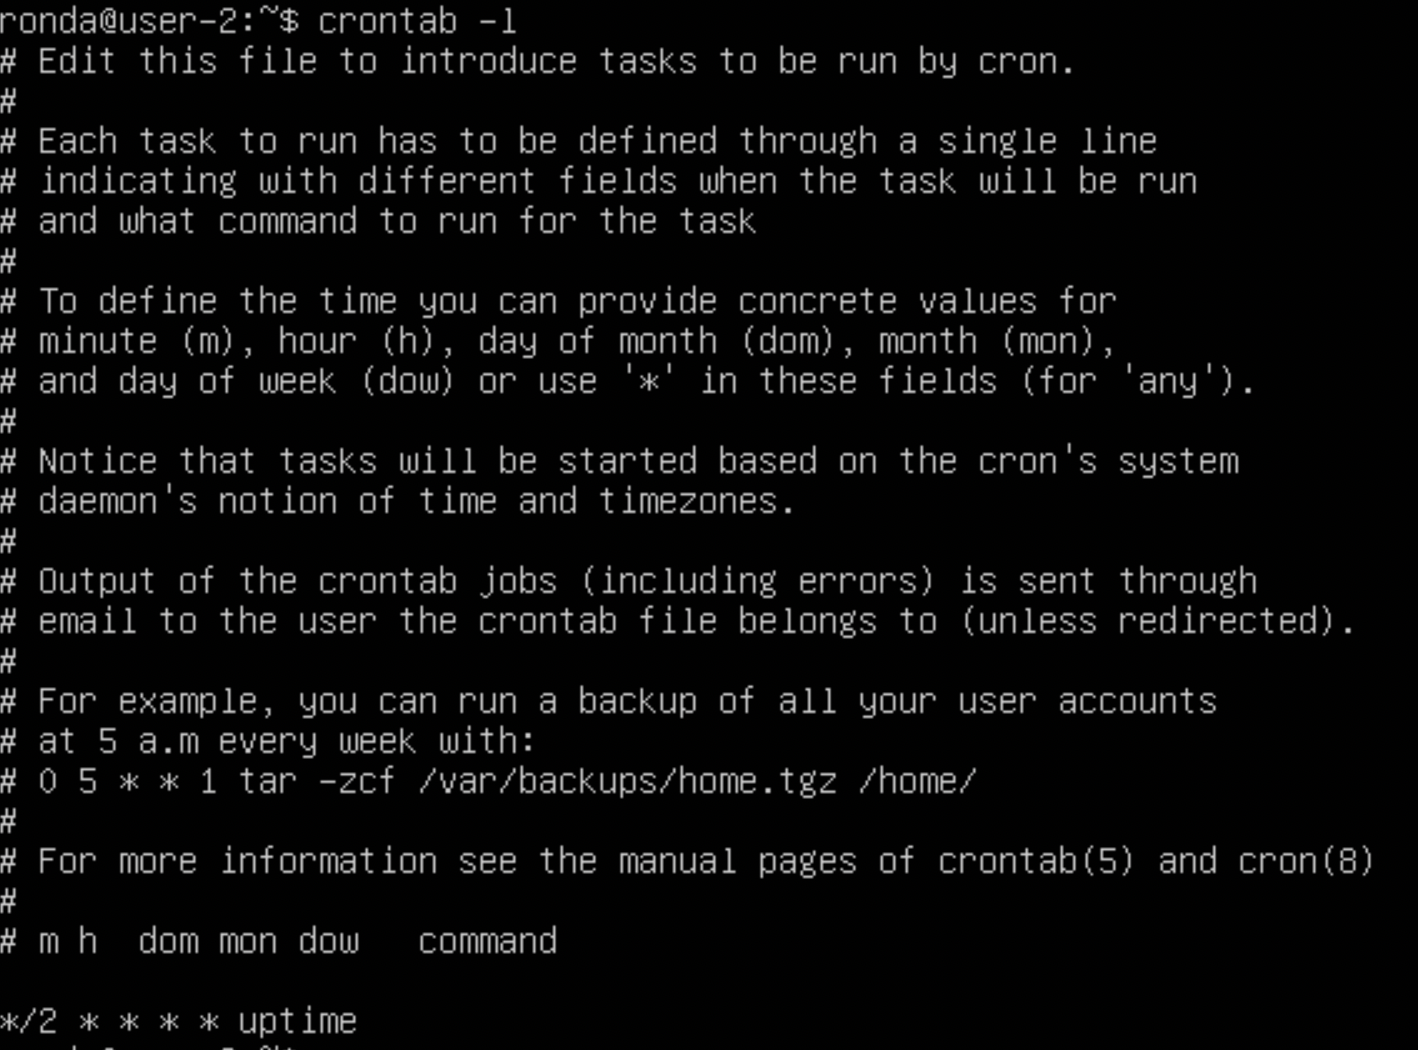 ronda@user-2:~$ crontab -l
# Edit this file to introduce tasks to be run by cron.
#
# Each task to run has to be defined through a single line
# indicating with different fields when the task will be run
# and what command to run for the task
#
# To define the time you can provide concrete values for
# minute (m), hour (h), day of month (dom), month (mon),
# and day of week (dow) or use '*' in these fields (for 'any').
#
# Notice that tasks will be started based on the cron's system
# daemon's notion of time and timezones.
#
# Output of the crontab jobs (including errors) is sent through
# email to the user the crontab file belongs to (unless redirected).
#
# For example, you can run a backup of all your user accounts
# at 5 a.m every week with:
# 0 5 * * 1 tar -zcf /var/backups/home.tgz /home/
#
# For more information see the manual pages of crontab(5) and cron(8)
#
# m h  dom mon dow   command

*/2 * * * * uptime